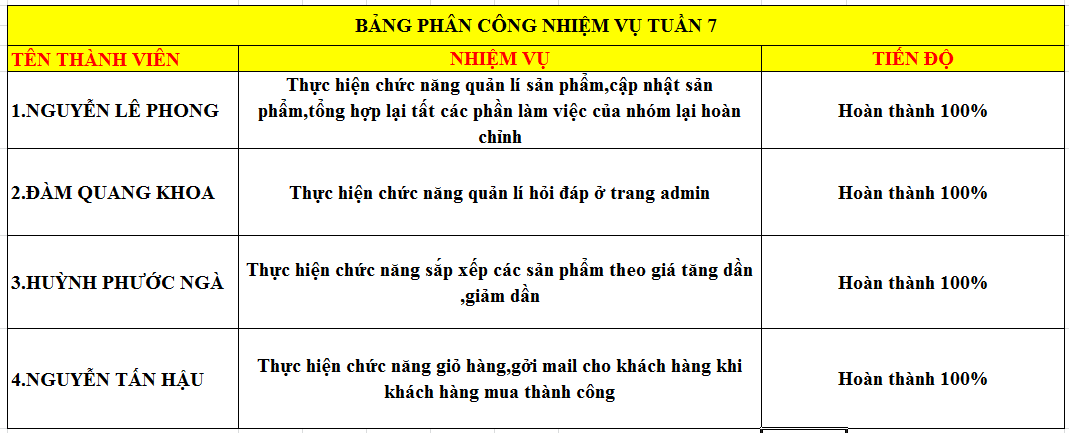 BẢNG PHÂN CÔNG NHIỆM VỤ TUẦN 7
TÊN THÀNH VIÊN NHIỆM VỤ TIẾN ĐỘ
1.NGUYỄN LÊ PHONG
Thực hiện chức năng quản lí sản phẩm,cập nhật sản
phẩm,tổng hợp lại tất các phần làm việc của nhóm lại hoàn
chỉnh
Hoàn thành 100%
2.ĐÀM QUANG KHOA
Thực hiện chức năng quản lí hỏi đáp ở trang admin
Hoàn thành 100%
3.HUỲNH PHƯỚC NGÀ
Thực hiện chức năng sắp xếp các sản phẩm theo giá tăng dần
,giảm dần
Hoàn thành 100%
4.NGUYỄN TẤN HẬU
Thực hiện chức năng giỏ hàng,gởi mail cho khách hàng khi
khách hàng mua thành công
Hoàn thành 100%